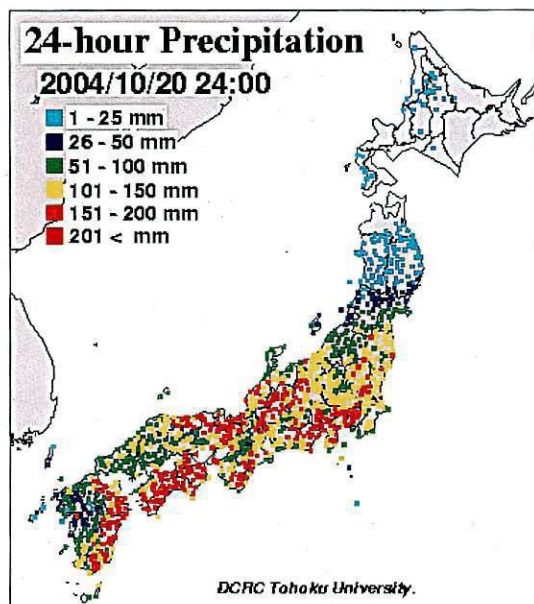 24-hour Precipitation
2004/10/20 24:00
1 - 25 mm
26 - 50 mm
51 - 100 mm
101 - 150 mm
151 - 200 mm
201 < mm
DCRC Tohoku University.